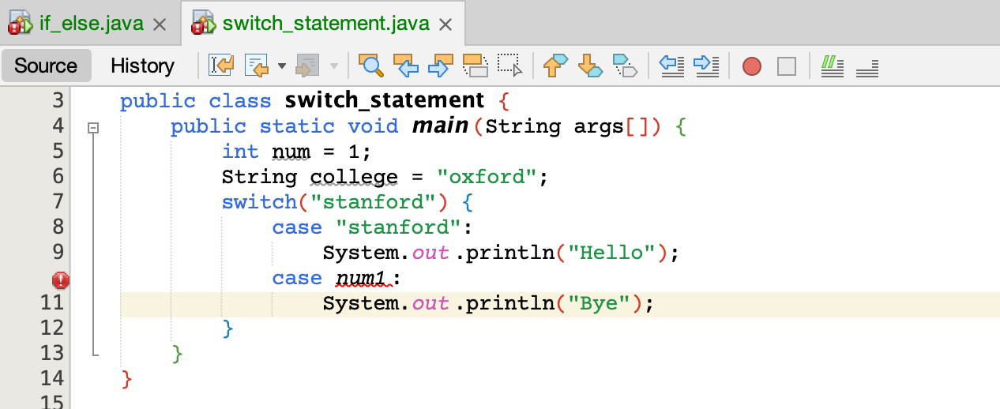 if_else.java switch_statement.java
Source History
3 public class switch_statement {
4 public static void main(String args[]) {
5 int num = 1;
6 String college = "oxford";
7 switch("stanford") {
8 case "stanford":
9 System.out.println("Hello");
case num1:
11 System.out.println("Bye");
12 }
13 }
14 }
15